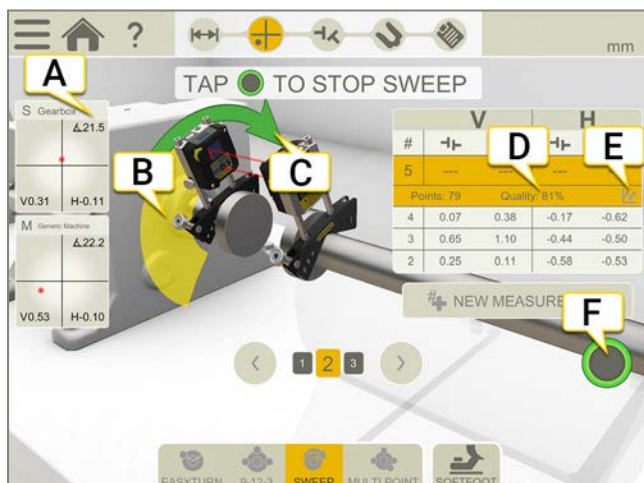 ?
mm
TAP TO STOP SWEEP
A
S Gearbox
∡21.5
V0.31 H-0.11
M Generic Machine
∡22.2
V0.53 H-0.10
B
C
D
E
F
V H
#
5 --- --- ---
Points: 79 Quality: 81%
4 0.07 0.38 -0.17 -0.62
3 0.65 1.10 -0.44 -0.50
2 0.25 0.11 -0.58 -0.53
# NEW MEASURE
1 2 3
EASYTURN 9-12-3 SWEEP MULTIPOINT SOFTFOOT